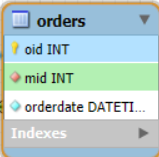 orders
oid INT
mid INT
orderdate DATETI...
Indexes